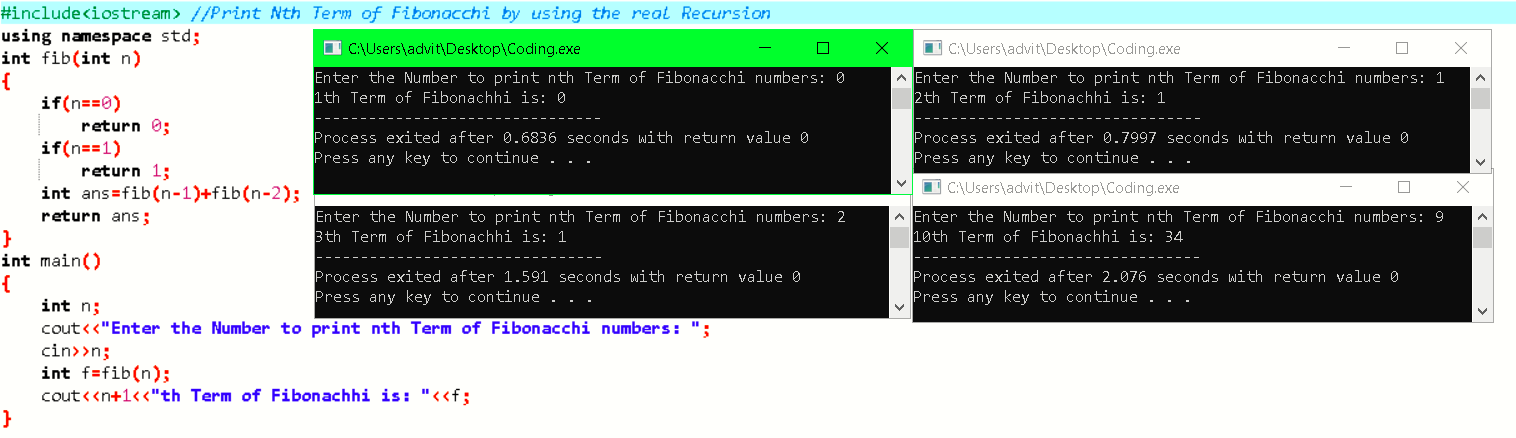 #include<iostream> //Print Nth Term of Fibonacchi by using the real Recursion
using namespace std;
int fib(int n)
{
    if(n==0)
        return 0;
    if(n==1)
        return 1;
    int ans=fib(n-1)+fib(n-2);
    return ans;
}
int main()
{
    int n;
    cout<<"Enter the Number to print nth Term of Fibonacchi numbers: ";
    cin>>n;
    int f=fib(n);
    cout<<n+1<<"th Term of Fibonachhi is: "<<f;
}
C:\Users\advit\Desktop\Coding.exe
Enter the Number to print nth Term of Fibonacchi numbers: 0
1th Term of Fibonachhi is: 0
--------------------------------
Process exited after 0.6836 seconds with return value 0
Press any key to continue . . .
C:\Users\advit\Desktop\Coding.exe
Enter the Number to print nth Term of Fibonacchi numbers: 1
2th Term of Fibonachhi is: 1
--------------------------------
Process exited after 0.7997 seconds with return value 0
Press any key to continue . . .
Enter the Number to print nth Term of Fibonacchi numbers: 2
3th Term of Fibonachhi is: 1
--------------------------------
Process exited after 1.591 seconds with return value 0
Press any key to continue . . .
C:\Users\advit\Desktop\Coding.exe
Enter the Number to print nth Term of Fibonacchi numbers: 9
10th Term of Fibonachhi is: 34
--------------------------------
Process exited after 2.076 seconds with return value 0
Press any key to continue . . .